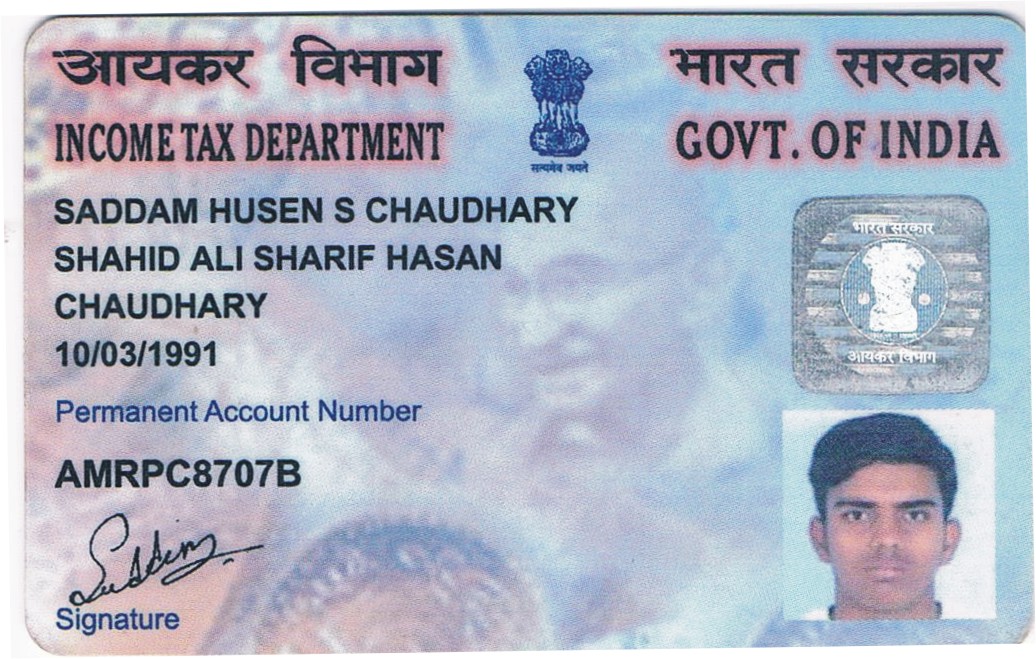 आयकर विभाग भारत सरकार
INCOME TAX DEPARTMENT GOVT. OF INDIA
सत्यमेव जयते
SADDAM HUSEN S CHAUDHARY
SHAHID ALI SHARIF HASAN
CHAUDHARY
10/03/1991
भारत सरकार
आयकर विभाग
Permanent Account Number
AMRPC8707B
Saddam
Signature